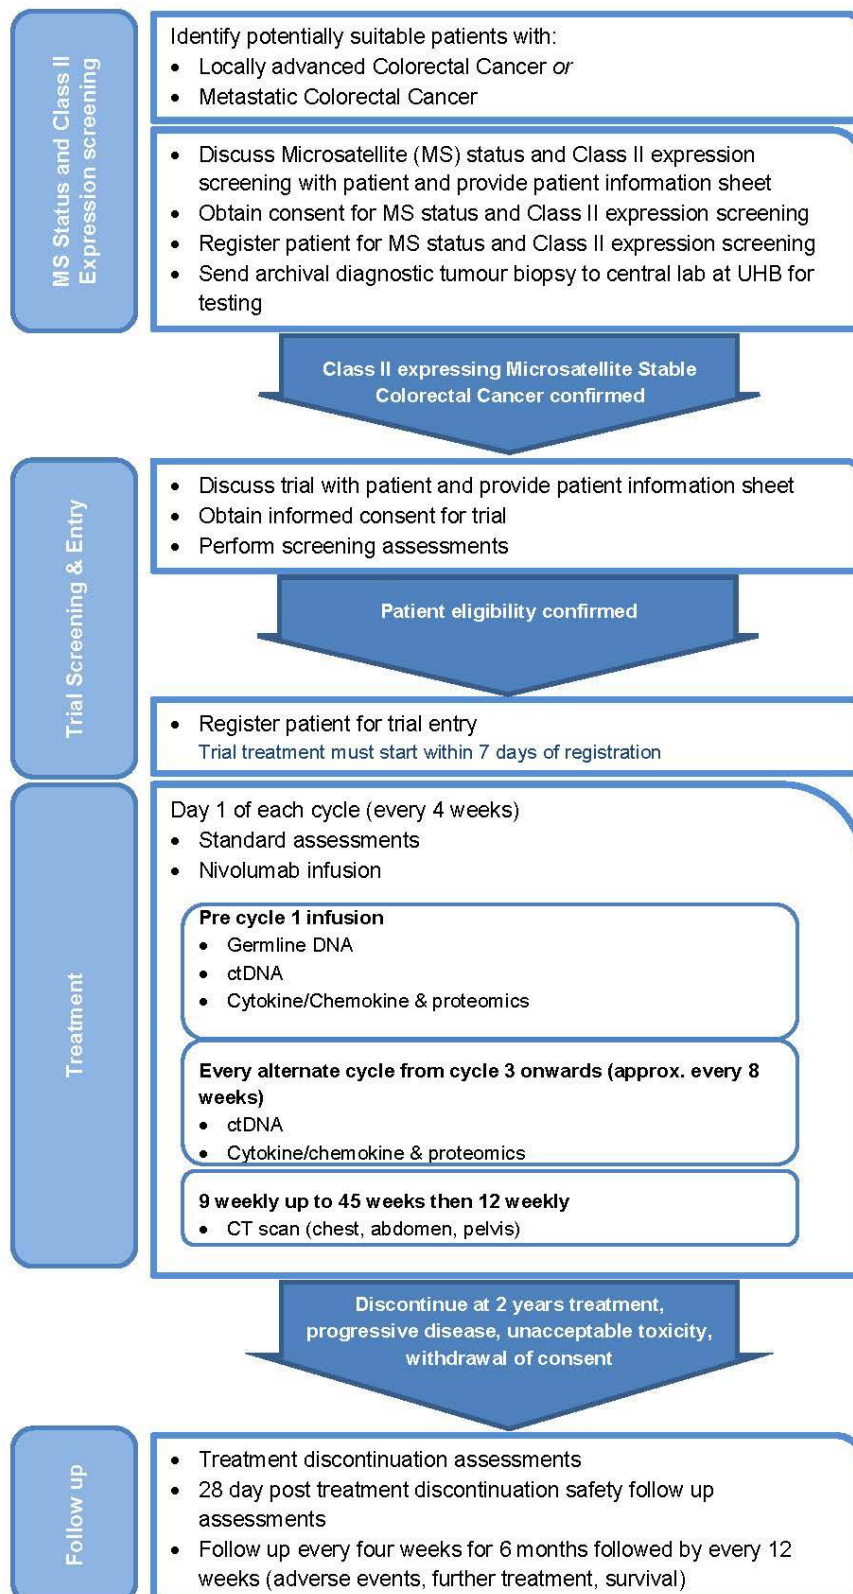 MS Status and Class II
Expression screening
Identify potentially suitable patients with:
• Locally advanced Colorectal Cancer or
• Metastatic Colorectal Cancer
• Discuss Microsatellite (MS) status and Class II expression
screening with patient and provide patient information sheet
• Obtain consent for MS status and Class II expression screening
• Register patient for MS status and Class II expression screening
• Send archival diagnostic tumour biopsy to central lab at UHB for
testing
Class II expressing Microsatellite Stable
Colorectal Cancer confirmed
Trial Screening & Entry
• Discuss trial with patient and provide patient information sheet
• Obtain informed consent for trial
• Perform screening assessments
Patient eligibility confirmed
• Register patient for trial entry
Trial treatment must start within 7 days of registration
Treatment
Day 1 of each cycle (every 4 weeks)
• Standard assessments
• Nivolumab infusion
Pre cycle 1 infusion
• Germline DNA
• ctDNA
• Cytokine/Chemokine & proteomics
Every alternate cycle from cycle 3 onwards (approx. every 8
weeks)
• ctDNA
• Cytokine/chemokine & proteomics
9 weekly up to 45 weeks then 12 weekly
• CT scan (chest, abdomen, pelvis)
Discontinue at 2 years treatment,
progressive disease, unacceptable toxicity,
withdrawal of consent
Follow up
• Treatment discontinuation assessments
• 28 day post treatment discontinuation safety follow up
assessments
• Follow up every four weeks for 6 months followed by every 12
weeks (adverse events, further treatment, survival)